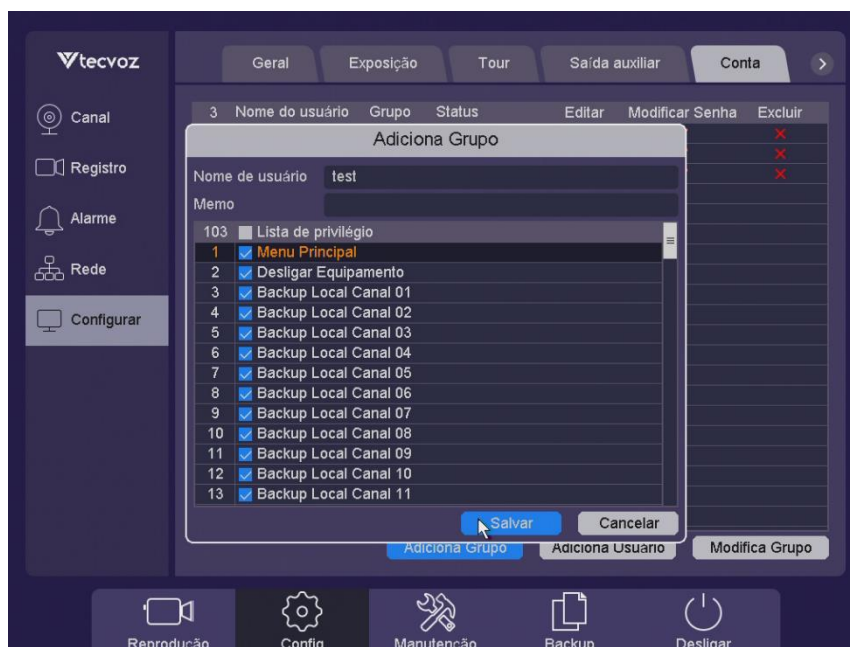 tecvoz
Geral Exposição Tour Saída auxiliar Conta >
Canal
Registro
Alarme
Rede
Configurar
3 Nome do usuário Grupo Status Editar Modificar Senha Excluir
Adiciona Grupo
Nome de usuário test
Memo
103 Lista de privilégio
1 Menu Principal
2 Desligar Equipamento
3 Backup Local Canal 01
4 Backup Local Canal 02
5 Backup Local Canal 03
6 Backup Local Canal 04
7 Backup Local Canal 05
8 Backup Local Canal 06
9 Backup Local Canal 07
10 Backup Local Canal 08
11 Backup Local Canal 09
12 Backup Local Canal 10
13 Backup Local Canal 11
Salvar Cancelar
Adiciona Grupo Adiciona Usuário Modifica Grupo
Reprodução Config Manutenção Backup Desligar